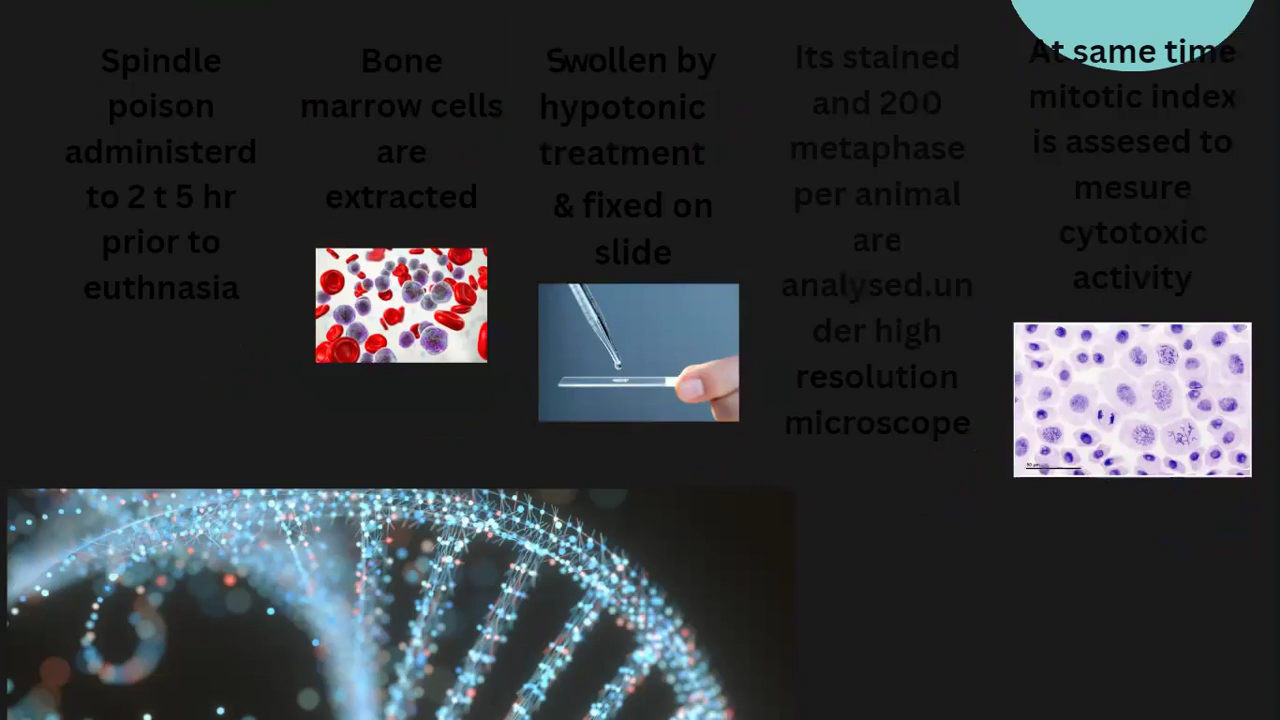 Spindle
poison
administerd
to 2 t 5 hr
prior to
euthnasia
Bone
marrow cells
are
extracted
Swollen by
hypotonic
treatment
& fixed on
slide
Its stained
and 200
metaphase
per animal
are
analysed.un
der high
resolution
microscope
At same time
mitotic index
is assesed to
mesure
cytotoxic
activity